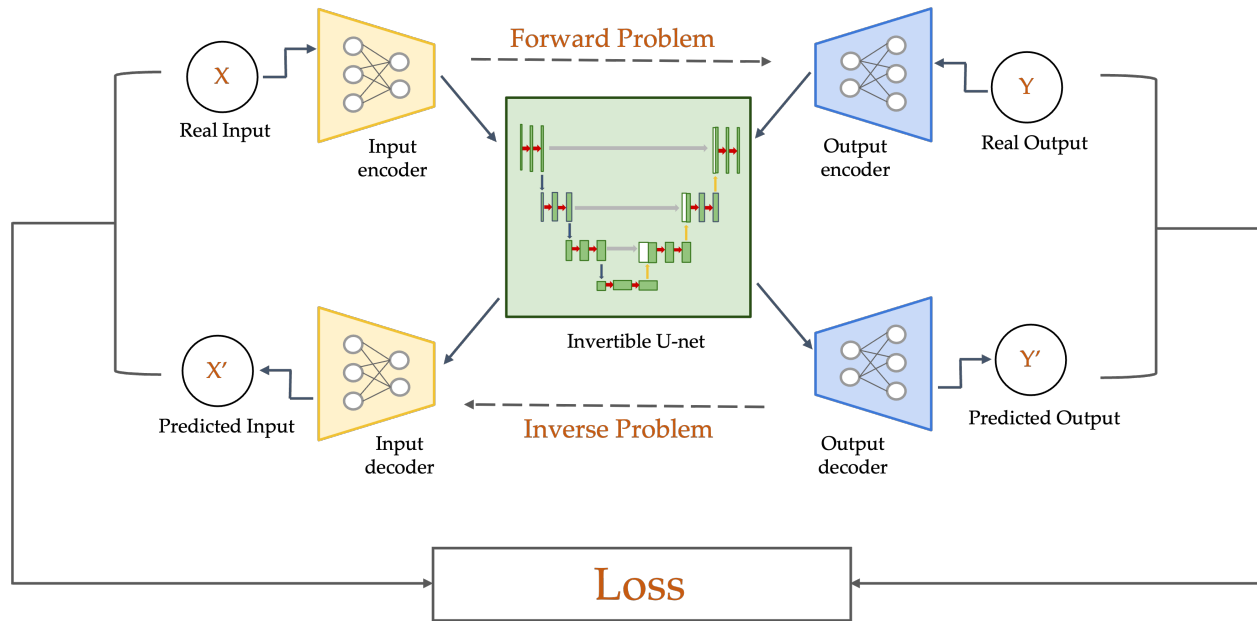 Forward Problem
X
Real Input
Input
encoder
Output
encoder
Y
Real Output
Invertible U-net
X′
Predicted Input
Input
decoder
Inverse Problem
Output
decoder
Y′
Predicted Output
Loss